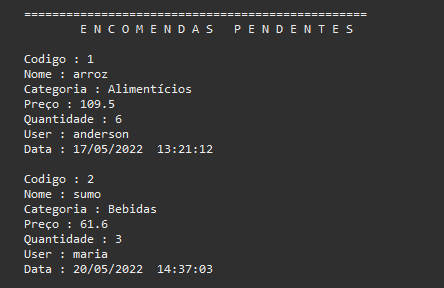 =================================================
E N C O M E N D A S   P E N D E N T E S
Codigo : 1
Nome : arroz
Categoria : Alimentícios
Preço : 109.5
Quantidade : 6
User : anderson
Data : 17/05/2022  13:21:12
Codigo : 2
Nome : sumo
Categoria : Bebidas
Preço : 61.6
Quantidade : 3
User : maria
Data : 20/05/2022  14:37:03